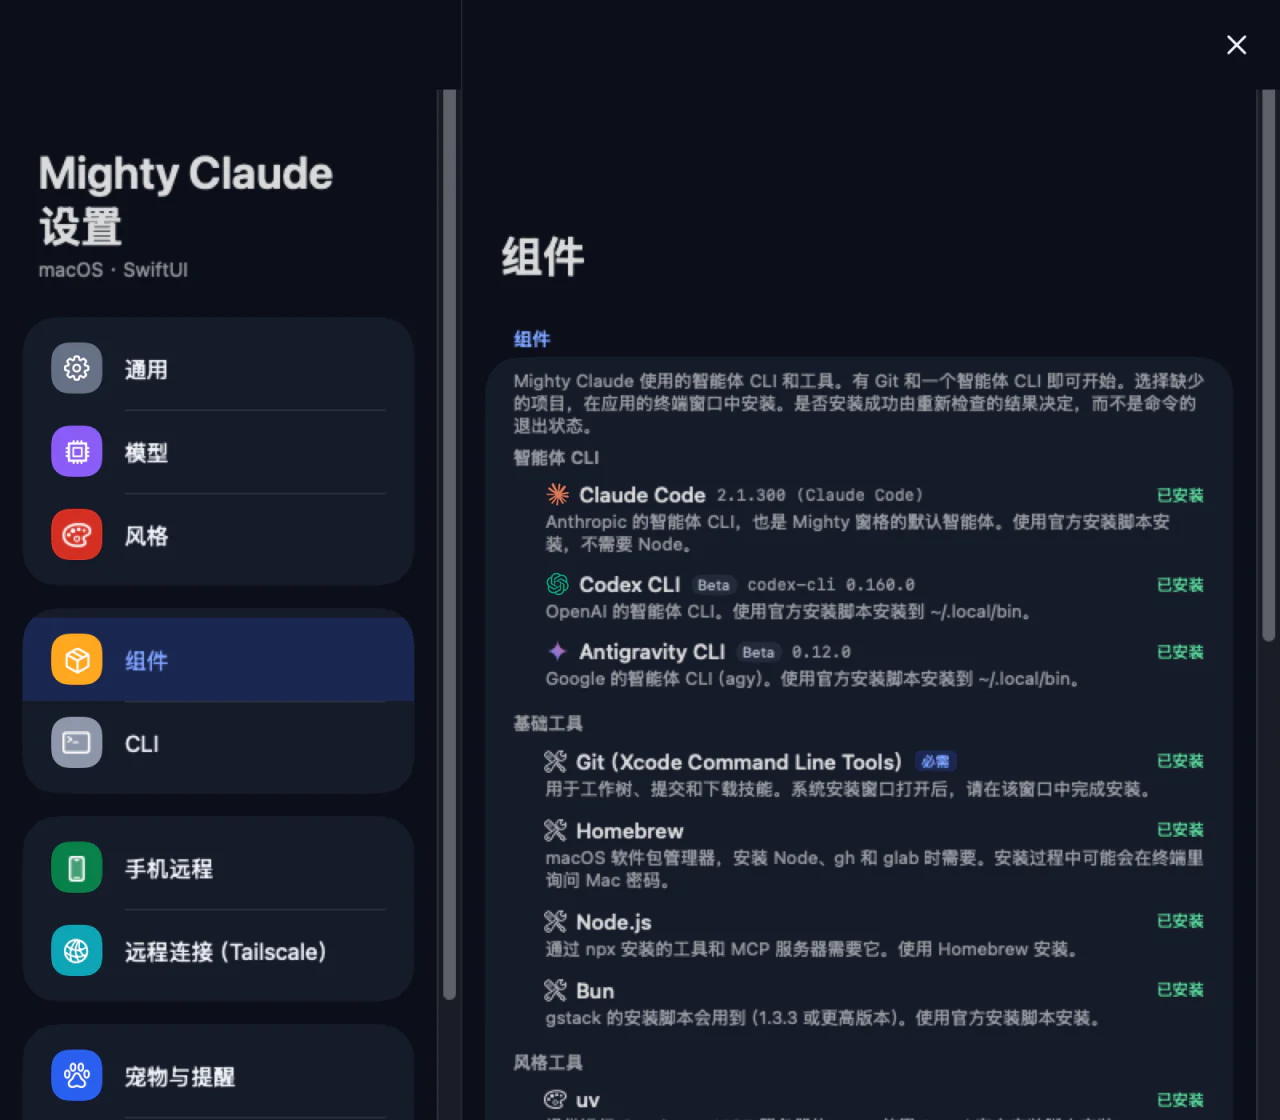 Mighty Claude
设置
macOS · SwiftUI
通用
模型
风格
组件
CLI
手机远程
远程连接 (Tailscale)
宠物与提醒
组件
组件
Mighty Claude 使用的智能体 CLI 和工具。有 Git 和一个智能体 CLI 即可开始。选择缺少
的项目，在应用的终端窗口中安装。是否安装成功由重新检查的结果决定，而不是命令的
退出状态。
智能体 CLI
Claude Code 2.1.300 (Claude Code) 已安装
Anthropic 的智能体 CLI，也是 Mighty 窗格的默认智能体。使用官方安装脚本安
装，不需要 Node。
Codex CLI Beta codex-cli 0.160.0 已安装
OpenAI 的智能体 CLI。使用官方安装脚本安装到 ~/.local/bin。
Antigravity CLI Beta 0.12.0 已安装
Google 的智能体 CLI (agy)。使用官方安装脚本安装到 ~/.local/bin。
基础工具
Git (Xcode Command Line Tools) 必需 已安装
用于工作树、提交和下载技能。系统安装窗口打开后，请在该窗口中完成安装。
Homebrew 已安装
macOS 软件包管理器，安装 Node、gh 和 glab 时需要。安装过程中可能会在终端里
询问 Mac 密码。
Node.js 已安装
通过 npx 安装的工具和 MCP 服务器需要它。使用 Homebrew 安装。
Bun 已安装
gstack 的安装脚本会用到 (1.3.3 或更高版本)。使用官方安装脚本安装。
风格工具
uv 已安装